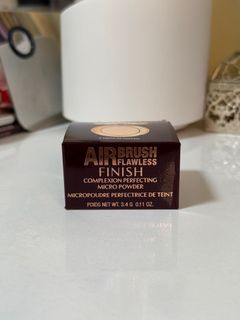 AIRBRUSH
FLAWLESS
FINISH
COMPLEXION PERFECTING
MICRO POWDER
MICROPOUDRE PERFECTRICE DE TEINT
POIDS NET WT. 3.4 G 0.11 OZ.